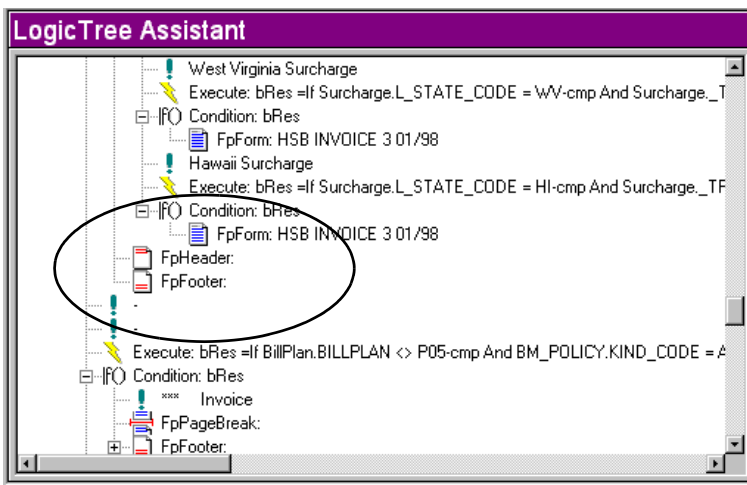 LogicTree Assistant
West Virginia Surcharge
Execute: bRes =If Surcharge.L_STATE_CODE = WV-cmp And Surcharge._T
If() Condition: bRes
FpForm: HSB INVOICE 3 01/98
Hawaii Surcharge
Execute: bRes =If Surcharge.L_STATE_CODE = HI-cmp And Surcharge._TF
If() Condition: bRes
FpForm: HSB INVOICE 3 01/98
FpHeader:
FpFooter:
-
-
Execute: bRes =If BillPlan.BILLPLAN <> P05-cmp And BM_POLICY.KIND_CODE = A
If() Condition: bRes
*** Invoice
FpPageBreak:
FpFooter: